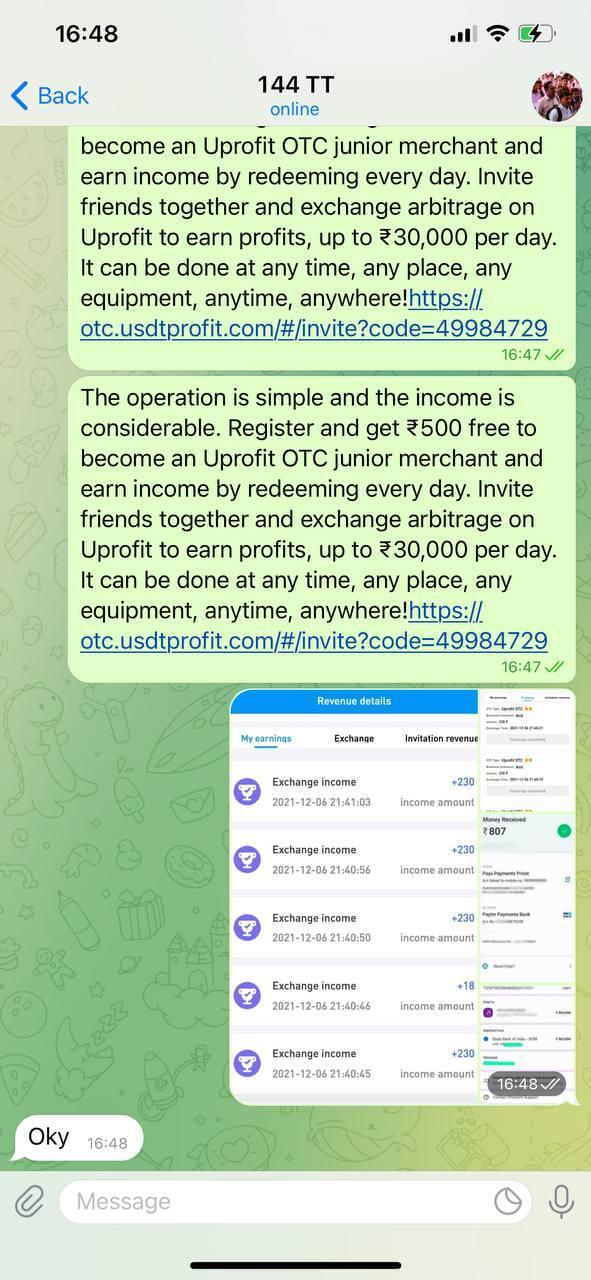 16:48
Back
144 TT
online
become an Uprofit OTC junior merchant and
earn income by redeeming every day. Invite
friends together and exchange arbitrage on
Uprofit to earn profits, up to ₹30,000 per day.
It can be done at any time, any place, any
equipment, anytime, anywhere!https://
otc.usdtprofit.com/#/invite?code=49984729
16:47
The operation is simple and the income is
considerable. Register and get ₹500 free to
become an Uprofit OTC junior merchant and
earn income by redeeming every day. Invite
friends together and exchange arbitrage on
Uprofit to earn profits, up to ₹30,000 per day.
It can be done at any time, any place, any
equipment, anytime, anywhere!https://
otc.usdtprofit.com/#/invite?code=49984729
16:47
Revenue details
My earnings Exchange Invitation revenue
Exchange income +230
2021-12-06 21:41:03 income amount
Exchange income +230
2021-12-06 21:40:56 income amount
Exchange income +230
2021-12-06 21:40:50 income amount
Exchange income +18
2021-12-06 21:40:46 income amount
Exchange income +230
2021-12-06 21:40:45 income amount
My earnings Exchange Invitation revenue
Uprofit OTC
Exchange completed
Uprofit OTC
Exchange completed
Money Received
₹807
Payu Payments Privat
Paytm Payments Bank
Need help?
Paid to
State Bank of India
16:48
Oky 16:48
Message